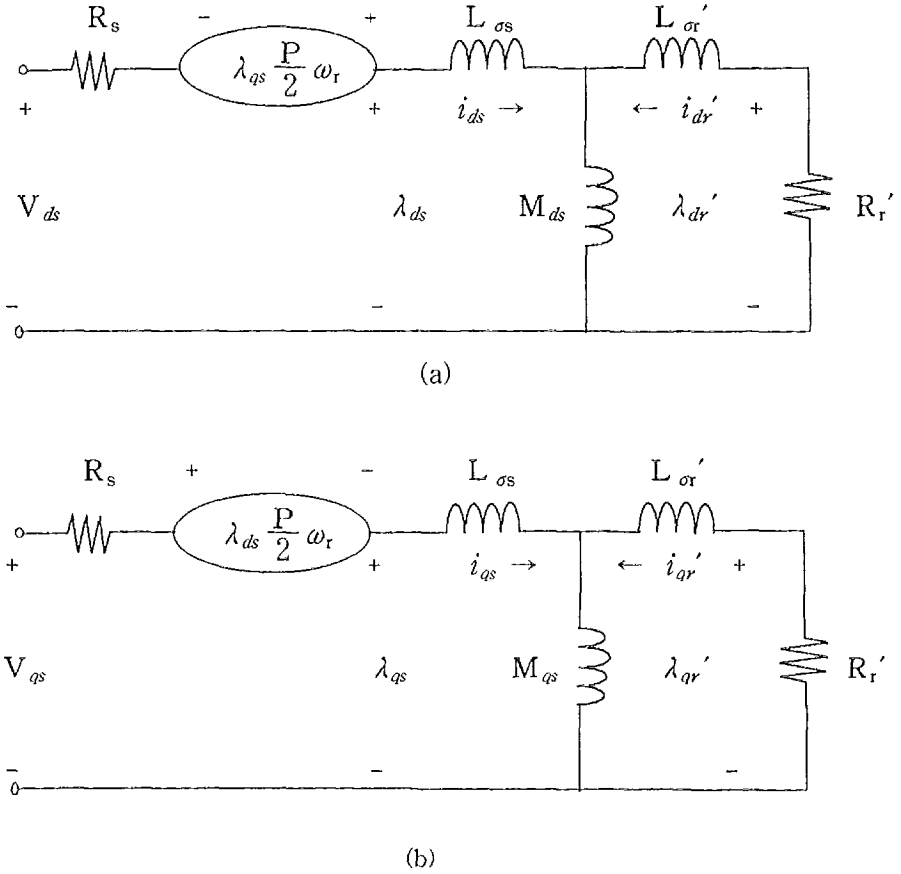 Rs - + Lσs Lσr′
λqs P/2 ωr
+ + ids → ← idr′ +
Vds λds Mds λdr′ Rr′
- - -
(a)
Rs + - Lσs Lσr′
λds P/2 ωr
+ + iqs → ← iqr′ +
Vqs λqs Mqs λqr′ Rr′
- - -
(b)